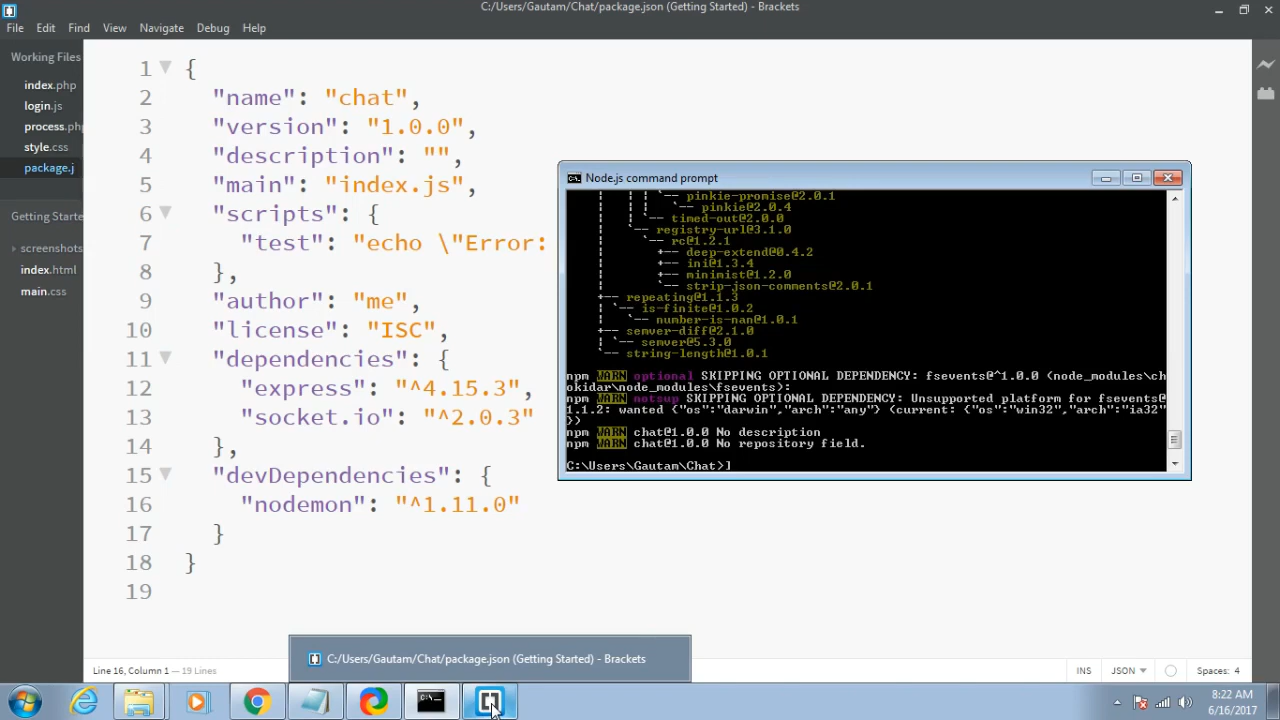 C:/Users/Gautam/Chat/package.json (Getting Started) - Brackets
File Edit Find View Navigate Debug Help
Working Files
index.php
login.js
process.php
style.css
package.j
Getting Starte
screenshots
index.html
main.css
1 {
2 "name": "chat",
3 "version": "1.0.0",
4 "description": "",
5 "main": "index.js",
6 "scripts": {
7 "test": "echo \"Error:
8 },
9 "author": "me",
10 "license": "ISC",
11 "dependencies": {
12 "express": "^4.15.3",
13 "socket.io": "^2.0.3"
14 },
15 "devDependencies": {
16 "nodemon": "^1.11.0"
17 }
18 }
19
Node.js command prompt
| | | `-- pinkie-promise@2.0.1
| | | `-- pinkie@2.0.4
| | `-- timed-out@2.0.0
| `-- registry-url@3.1.0
| `-- rc@1.2.1
| +-- deep-extend@0.4.2
| +-- ini@1.3.4
| +-- minimist@1.2.0
| `-- strip-json-comments@2.0.1
+-- repeating@1.1.3
| `-- is-finite@1.0.2
| `-- number-is-nan@1.0.1
+-- semver-diff@2.1.0
| `-- semver@5.3.0
`-- string-length@1.0.1
npm WARN optional SKIPPING OPTIONAL DEPENDENCY: fsevents@^1.0.0 (node_modules\ch
okidar\node_modules\fsevents):
npm WARN notsup SKIPPING OPTIONAL DEPENDENCY: Unsupported platform for fsevents@
1.1.2: wanted {"os":"darwin","arch":"any"} (current: {"os":"win32","arch":"ia32"
})
npm WARN chat@1.0.0 No description
npm WARN chat@1.0.0 No repository field.
C:\Users\Gautam\Chat>]
C:/Users/Gautam/Chat/package.json (Getting Started) - Brackets
Line 16, Column 1 — 19 Lines
INS JSON Spaces: 4
8:22 AM
6/16/2017